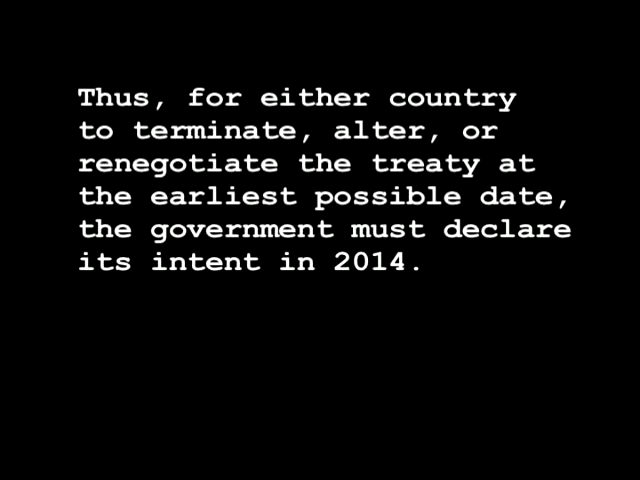 Thus, for either country
to terminate, alter, or
renegotiate the treaty at
the earliest possible date,
the government must declare
its intent in 2014.